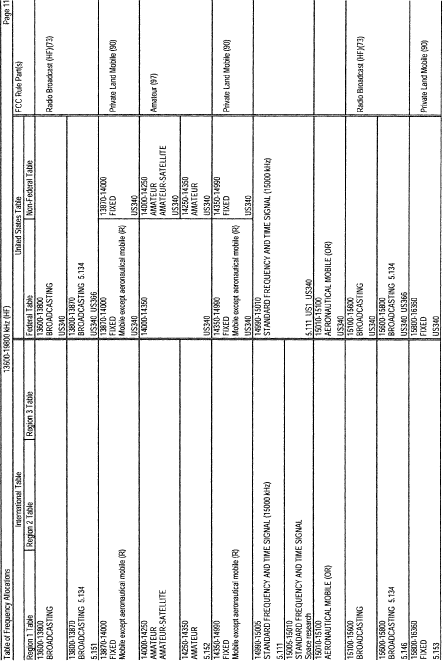 Table of Frequency Allocations 13600-19800 kHz (HF) Page 11
International Table United States Table FCC Rule Part(s)
Region 1 Table Region 2 Table Region 3 Table Federal Table Non-Federal Table
13600-13800
BROADCASTING
13600-13800
BROADCASTING
US340
Radio Broadcast (HF)(73)
13800-13870
BROADCASTING 5.134
5.151
13800-13870
BROADCASTING 5.134
US340 US366
13870-14000
FIXED
Mobile except aeronautical mobile (R)
13870-14000
FIXED
Mobile except aeronautical mobile (R)
US340
13870-14000
FIXED
US340
Private Land Mobile (90)
14000-14250
AMATEUR
AMATEUR-SATELLITE
14000-14350
US340
14000-14250
AMATEUR
AMATEUR-SATELLITE
US340
Amateur (97)
14250-14350
AMATEUR
5.152
14250-14350
AMATEUR
US340
14350-14990
FIXED
Mobile except aeronautical mobile (R)
14350-14990
FIXED
Mobile except aeronautical mobile (R)
US340
14350-14990
FIXED
US340
Private Land Mobile (90)
14990-15005
STANDARD FREQUENCY AND TIME SIGNAL (15000 kHz)
5.111
14990-15010
STANDARD FREQUENCY AND TIME SIGNAL (15000 kHz)
5.111 US1 US340
15005-15010
STANDARD FREQUENCY AND TIME SIGNAL
Space research
15010-15100
AERONAUTICAL MOBILE (OR)
15010-15100
AERONAUTICAL MOBILE (OR)
US340
15100-15600
BROADCASTING
15100-15600
BROADCASTING
US340
Radio Broadcast (HF)(73)
15600-15800
BROADCASTING 5.134
5.146
15600-15800
BROADCASTING 5.134
US340 US366
15800-16360
FIXED
5.153
15800-16360
FIXED
US340
Private Land Mobile (90)